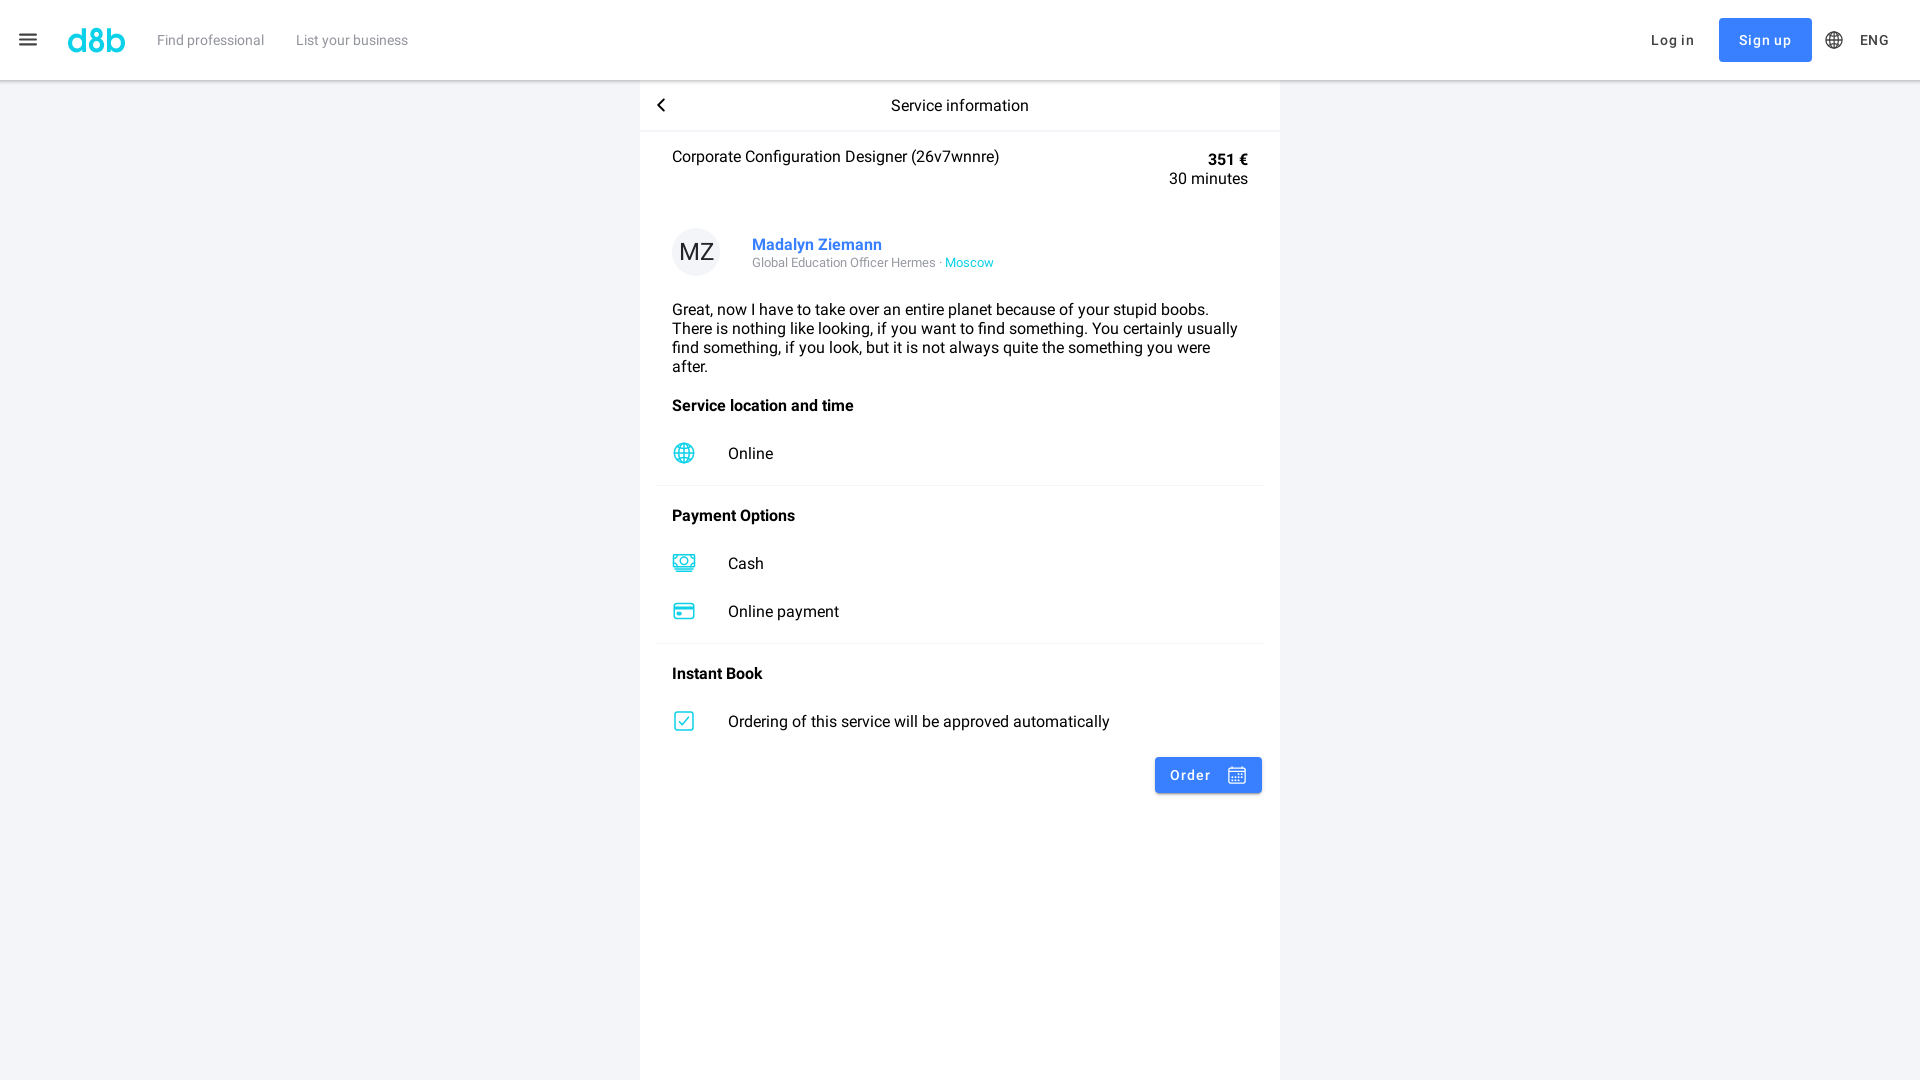 d8b
Find professional
List your business
Log in
Sign up
ENG
Service information
Corporate Configuration Designer (26v7wnnre)
351 €
30 minutes
MZ
Madalyn Ziemann
Global Education Officer Hermes · Moscow
Great, now I have to take over an entire planet because of your stupid boobs.
There is nothing like looking, if you want to find something. You certainly usually
find something, if you look, but it is not always quite the something you were
after.
Service location and time
Online
Payment Options
Cash
Online payment
Instant Book
Ordering of this service will be approved automatically
Order